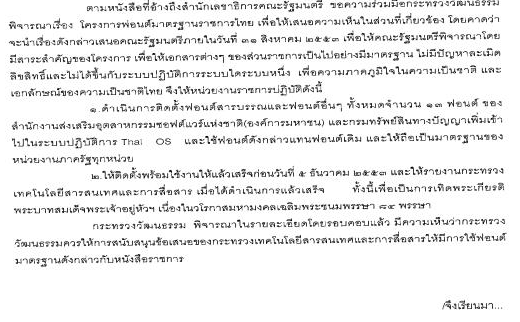 ตามหนังสือที่อ้างถึงสำนักเลขาธิการคณะรัฐมนตรี ขอความร่วมมือกระทรวงวัฒนธรรม
พิจารณาเรื่อง โครงการฟอนต์มาตรฐานราชการไทย เพื่อให้เสนอความเห็นในส่วนที่เกี่ยวข้อง โดยคาดว่า
จะนำเรื่องดังกล่าวเสนอคณะรัฐมนตรีภายในวันที่ ๓๑ สิงหาคม ๒๕๕๓ เพื่อให้คณะรัฐมนตรีพิจารณาโดย
มีสาระสำคัญของโครงการ เพื่อให้เอกสารต่างๆ ของส่วนราชการเป็นไปอย่างมีมาตรฐาน ไม่มีปัญหาละเมิด
ลิขสิทธิ์และไม่ได้ขึ้นกับระบบปฏิบัติการระบบใดระบบหนึ่ง เพื่อความภาคภูมิใจในความเป็นชาติ และ
เอกลักษณ์ของความเป็นชาติไทย จึงให้หน่วยงานราชการปฏิบัติดังนี้
๑.ดำเนินการติดตั้งฟอนต์สารบรรณและฟอนต์อื่นๆ ทั้งหมดจำนวน ๑๓ ฟอนต์ ของ
สำนักงานส่งเสริมอุตสาหกรรมซอฟต์แวร์แห่งชาติ(องค์การมหาชน) และกรมทรัพย์สินทางปัญญาเพิ่มเข้า
ไปในระบบปฏิบัติการ Thai OS และใช้ฟอนต์ดังกล่าวแทนฟอนต์เดิม และให้ถือเป็นมาตรฐานของ
หน่วยงานภาครัฐทุกหน่วย
๒.ให้ติดตั้งพร้อมใช้งานให้แล้วเสร็จก่อนวันที่ ๕ ธันวาคม ๒๕๕๓ และให้รายงานกระทรวง
เทคโนโลยีสารสนเทศและการสื่อสาร เมื่อได้ดำเนินการแล้วเสร็จ ทั้งนี้เพื่อเป็นการเทิดพระเกียรติ
พระบาทสมเด็จพระเจ้าอยู่หัวฯ เนื่องในวโรกาสมหามงคลเฉลิมพระชนมพรรษา ๘๔ พรรษา
กระทรวงวัฒนธรรม พิจารณาในรายละเอียดโดยรอบคอบแล้ว มีความเห็นว่ากระทรวง
วัฒนธรรมควรให้การสนับสนุนข้อเสนอของกระทรวงเทคโนโลยีสารสนเทศและการสื่อสารให้มีการใช้ฟอนต์
มาตรฐานดังกล่าวกับหนังสือราชการ
/จึงเรียนมา...